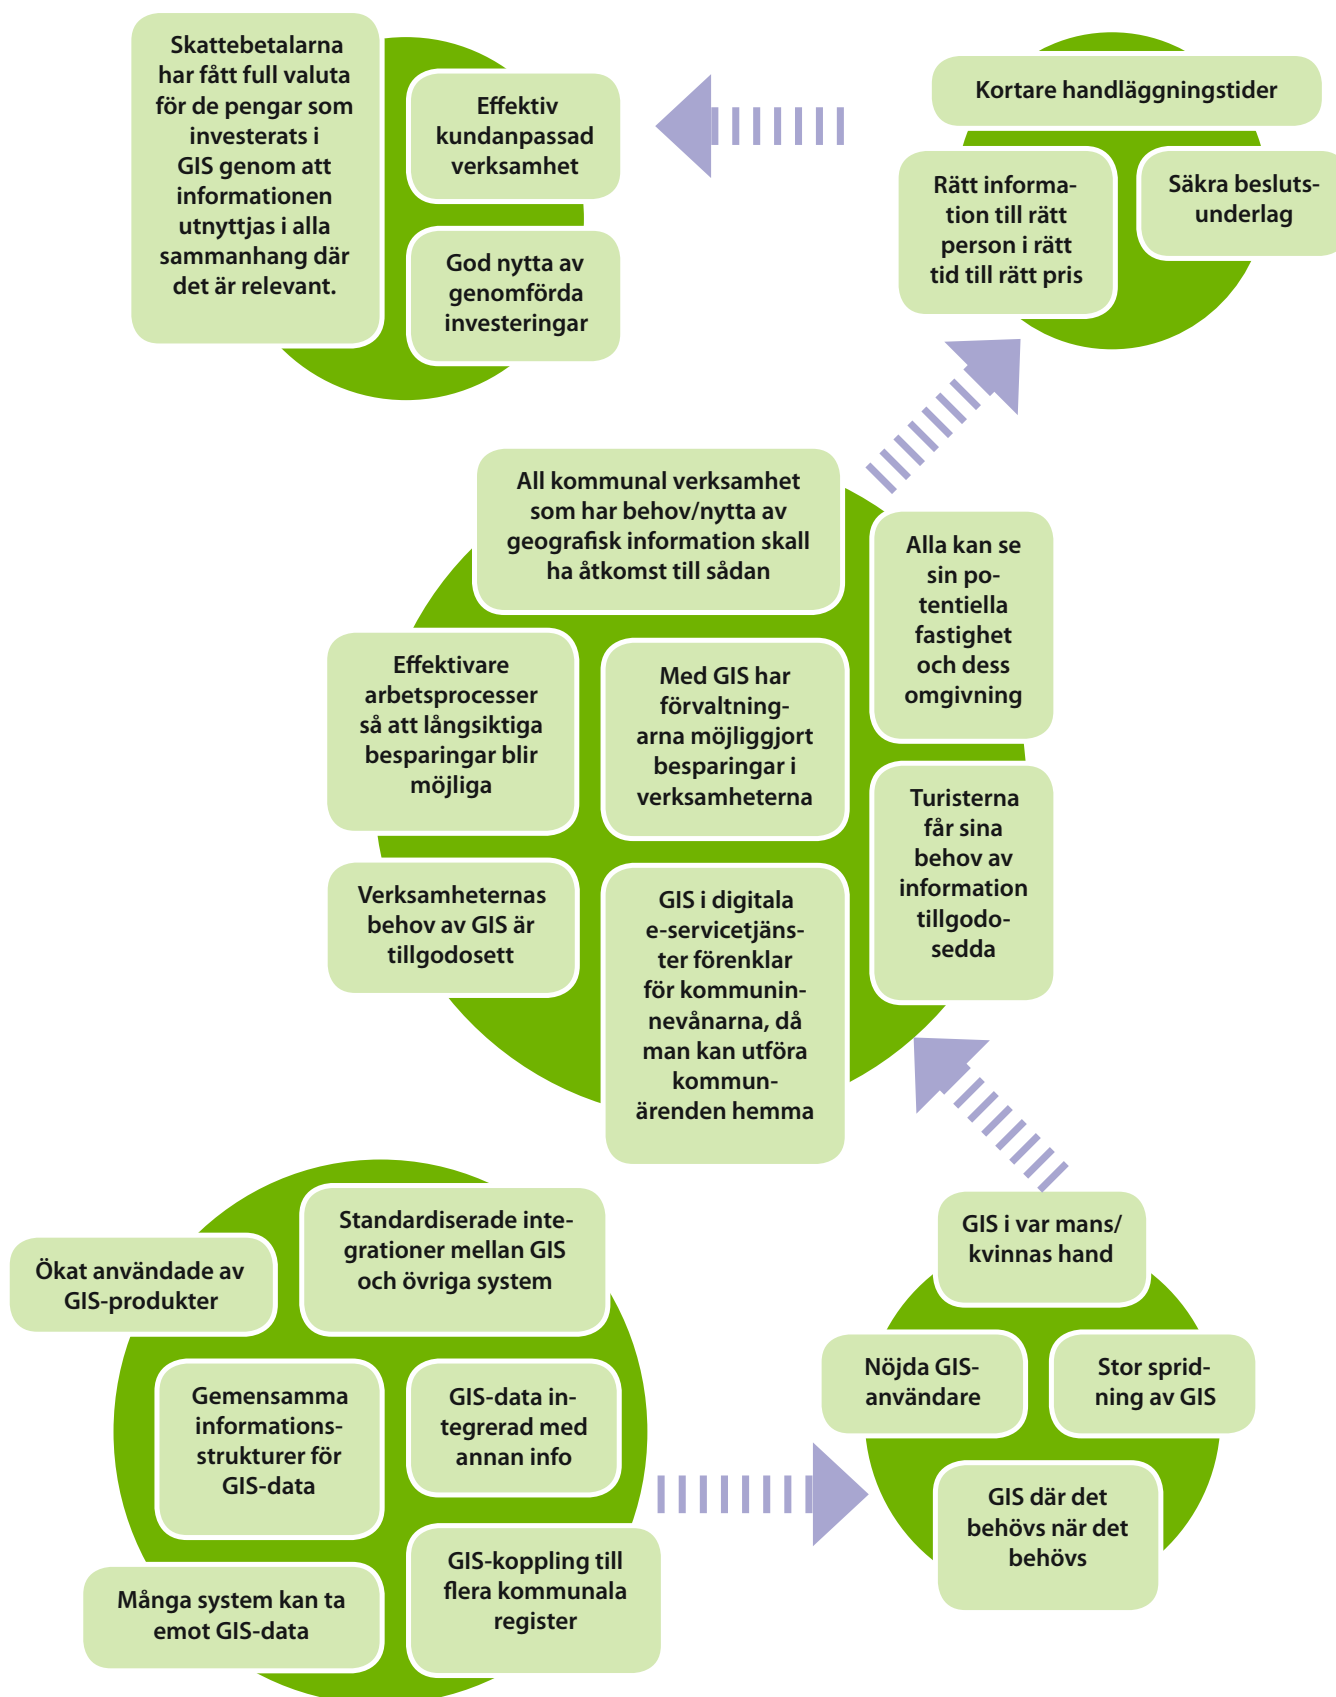 Skattebetalarna
har fått full valuta
för de pengar som
investerats i
GIS genom att
informationen
utnyttjas i alla
sammanhang där
det är relevant.
Effektiv
kundanpassad
verksamhet
God nytta av
genomförda
investeringar
Kortare handläggningstider
Rätt informa-
tion till rätt
person i rätt
tid till rätt pris
Säkra besluts-
underlag
All kommunal verksamhet
som har behov/nytta av
geografisk information skall
ha åtkomst till sådan
Alla kan se
sin po-
tentiella
fastighet
och dess
omgivning
Effektivare
arbetsprocesser
så att långsiktiga
besparingar blir
möjliga
Med GIS har
förvaltning-
arna möjliggjort
besparingar i
verksamheterna
Turisterna
får sina
behov av
information
tillgodo-
sedda
Verksamheternas
behov av GIS är
tillgodosett
GIS i digitala
e-servicetjäns-
ter förenklar
för kommunin-
nevånarna, då
man kan utföra
kommun-
ärenden hemma
Standardiserade inte-
grationer mellan GIS
och övriga system
Ökat användade av
GIS-produkter
Gemensamma
informations-
strukturer för
GIS-data
GIS-data in-
tegrerad med
annan info
Många system kan ta
emot GIS-data
GIS-koppling till
flera kommunala
register
GIS i var mans/
kvinnas hand
Nöjda GIS-
användare
Stor sprid-
ning av GIS
GIS där det
behövs när det
behövs